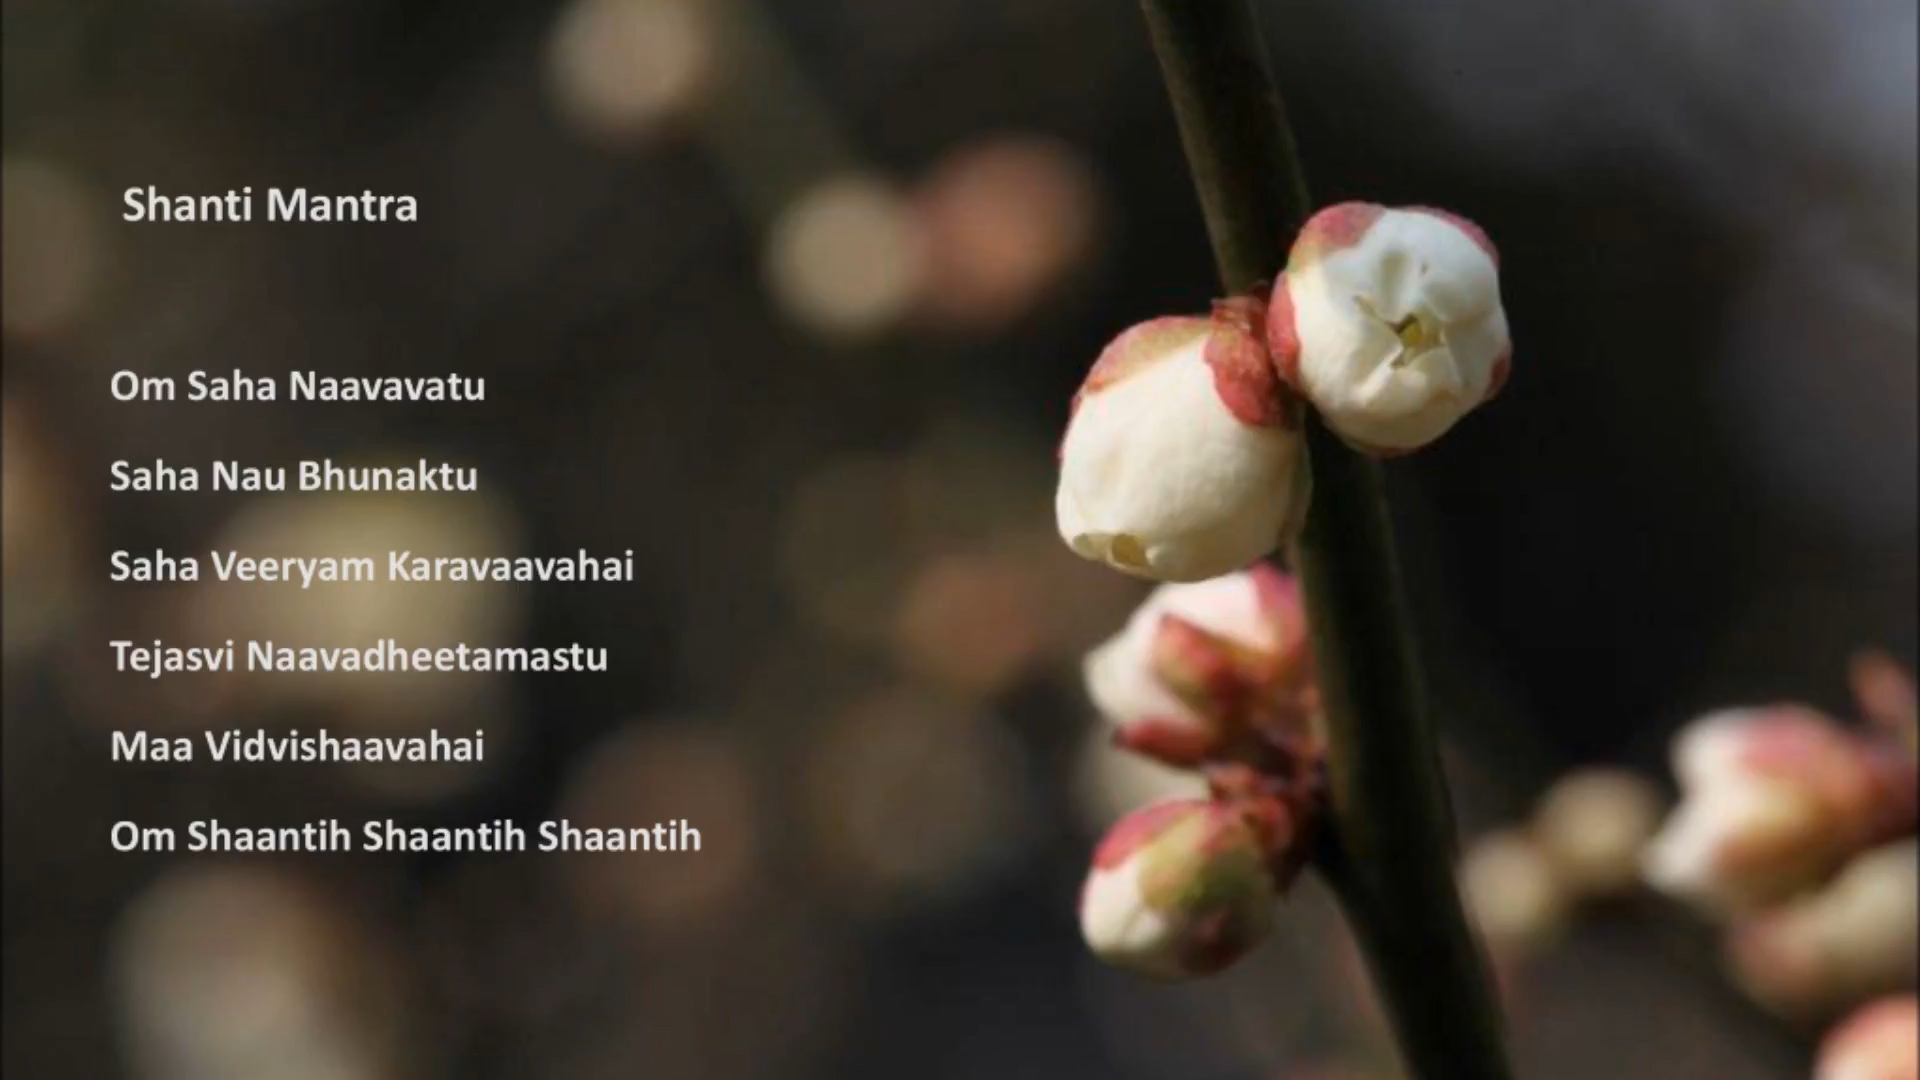 Shanti Mantra
Om Saha Naavavatu
Saha Nau Bhunaktu
Saha Veeryam Karavaavahai
Tejasvi Naavadheetamastu
Maa Vidvishaavahai
Om Shaantih Shaantih Shaantih